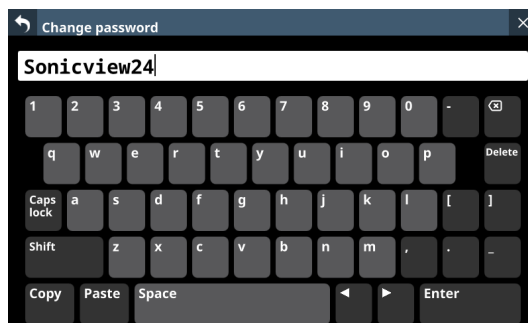 Change password
Sonicview24
1 2 3 4 5 6 7 8 9 0 -
q w e r t y u i o p Delete
Caps lock a s d f g h j k l [ ]
Shift z x c v b n m , . _
Copy Paste Space Enter